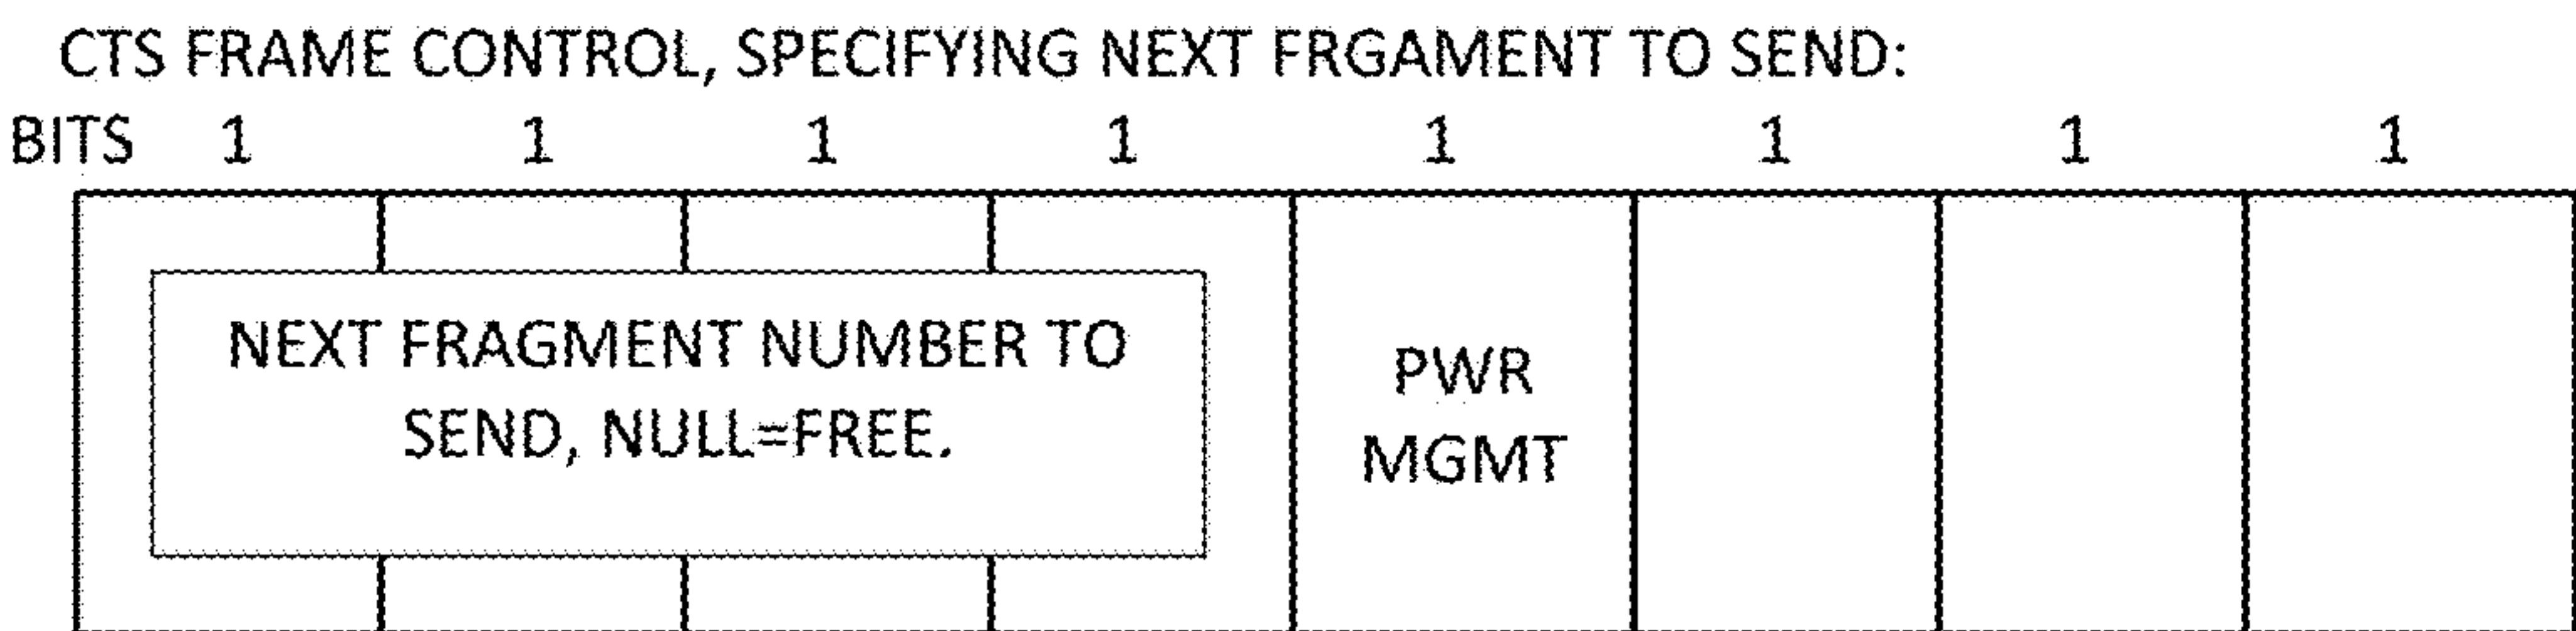 CTS FRAME CONTROL, SPECIFYING NEXT FRGAMENT TO SEND:
BITS 1 1 1 1 1 1 1 1
NEXT FRAGMENT NUMBER TO
SEND, NULL=FREE.
PWR
MGMT